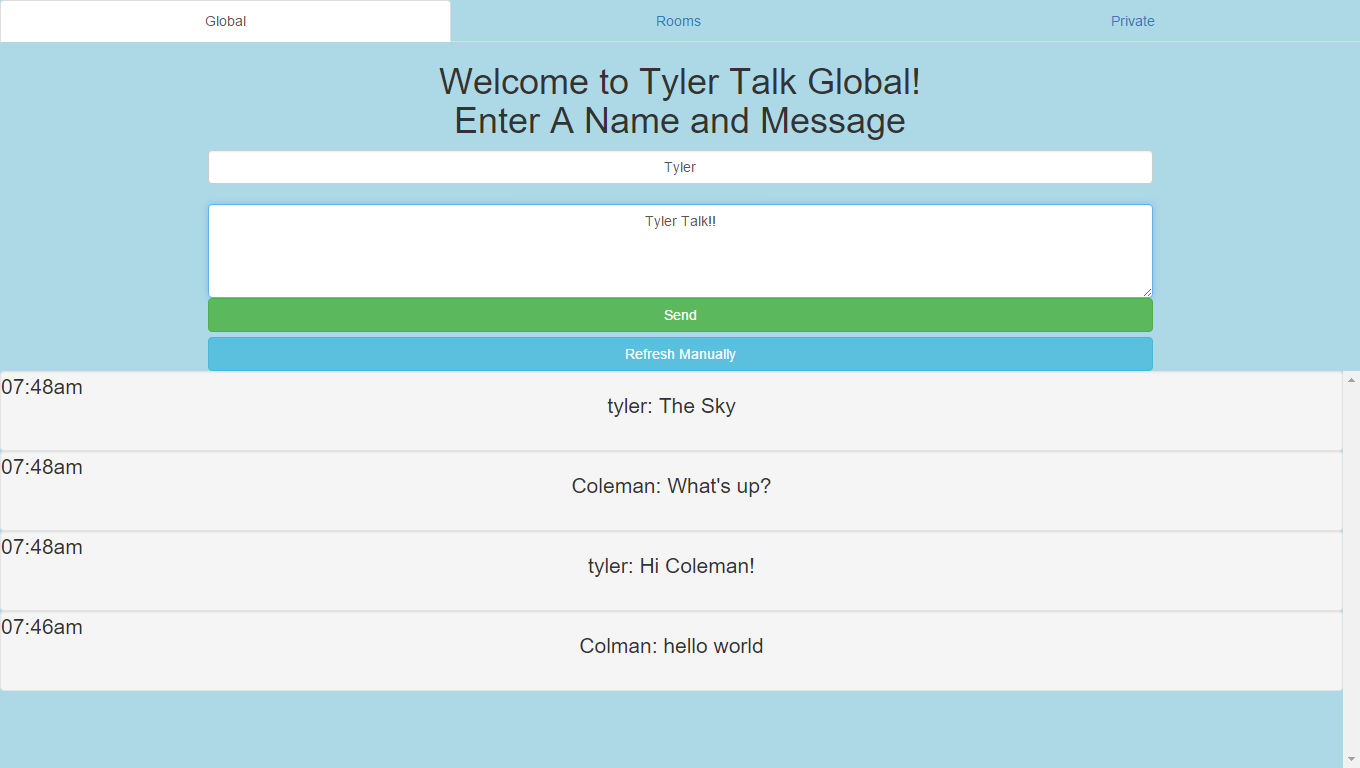 Global
Rooms
Private
Welcome to Tyler Talk Global!
Enter A Name and Message
Tyler
Tyler Talk!!
Send
Refresh Manually
07:48am
tyler: The Sky
07:48am
Coleman: What's up?
07:48am
tyler: Hi Coleman!
07:46am
Colman: hello world